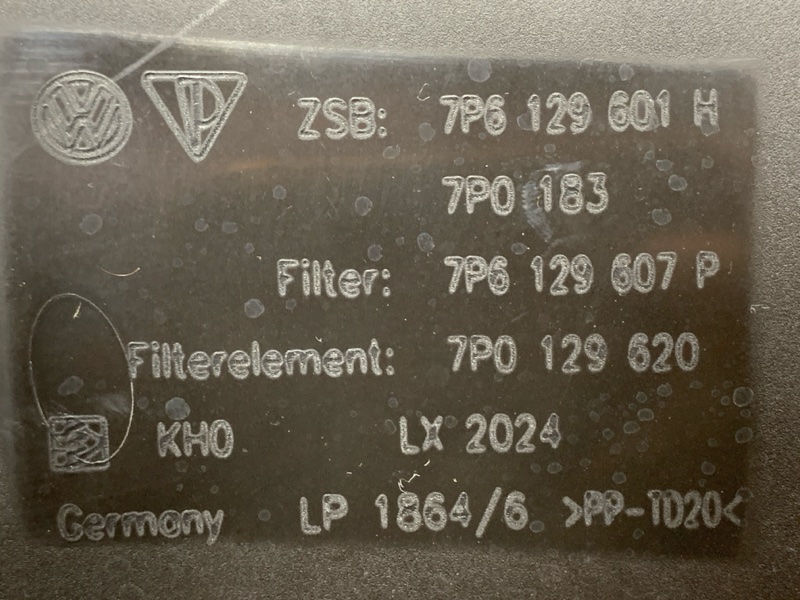 ZSB: 7P6 129 601 H
7P0 183
Filter: 7P6 129 607 P
Filterelement: 7P0 129 620
KHO LX 2024
Germany LP 1864/6 >PP-TD20<